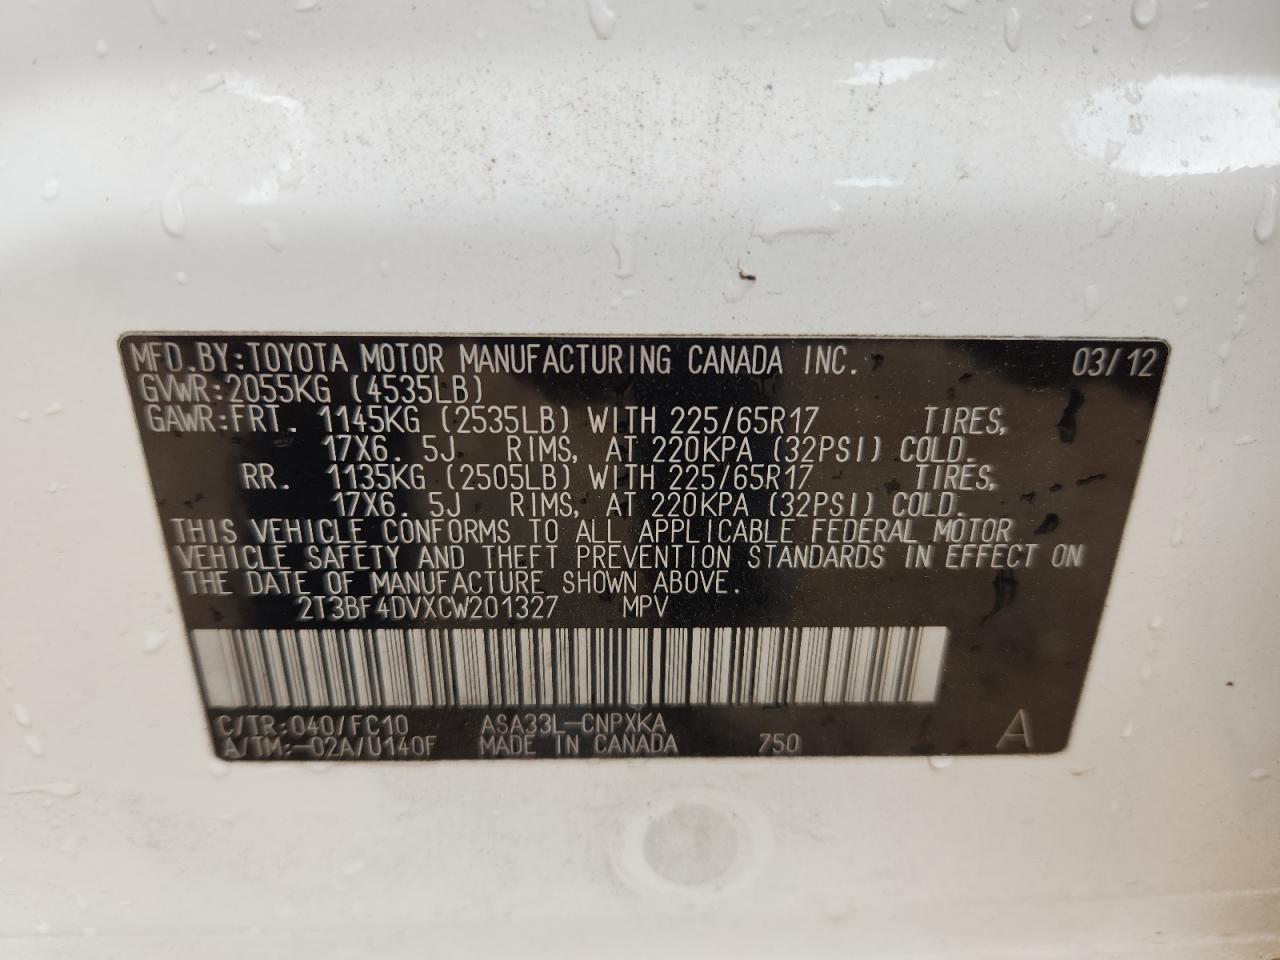 MFD.BY:TOYOTA MOTOR MANUFACTURING CANADA INC. 03/12
GVWR:2055KG (4535LB)
GAWR:FRT. 1145KG (2535LB) WITH 225/65R17 TIRES,
17X6. 5J RIMS, AT 220KPA (32PSI) COLD.
RR. 1135KG (2505LB) WITH 225/65R17 TIRES,
17X6. 5J RIMS, AT 220KPA (32PSI) COLD.
THIS VEHICLE CONFORMS TO ALL APPLICABLE FEDERAL MOTOR
VEHICLE SAFETY AND THEFT PREVENTION STANDARDS IN EFFECT ON
THE DATE OF MANUFACTURE SHOWN ABOVE.
2T3BF4DVXCW201327 MPV
C/TR:040/FC10 ASA33L-CNPXKA
A/TM:-02A/U140F MADE IN CANADA 750 A